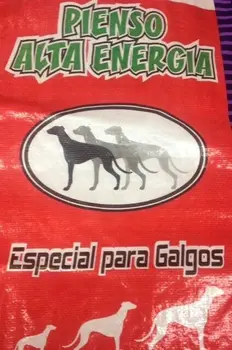 PIENSO
ALTA ENERGIA
Especial para Galgos